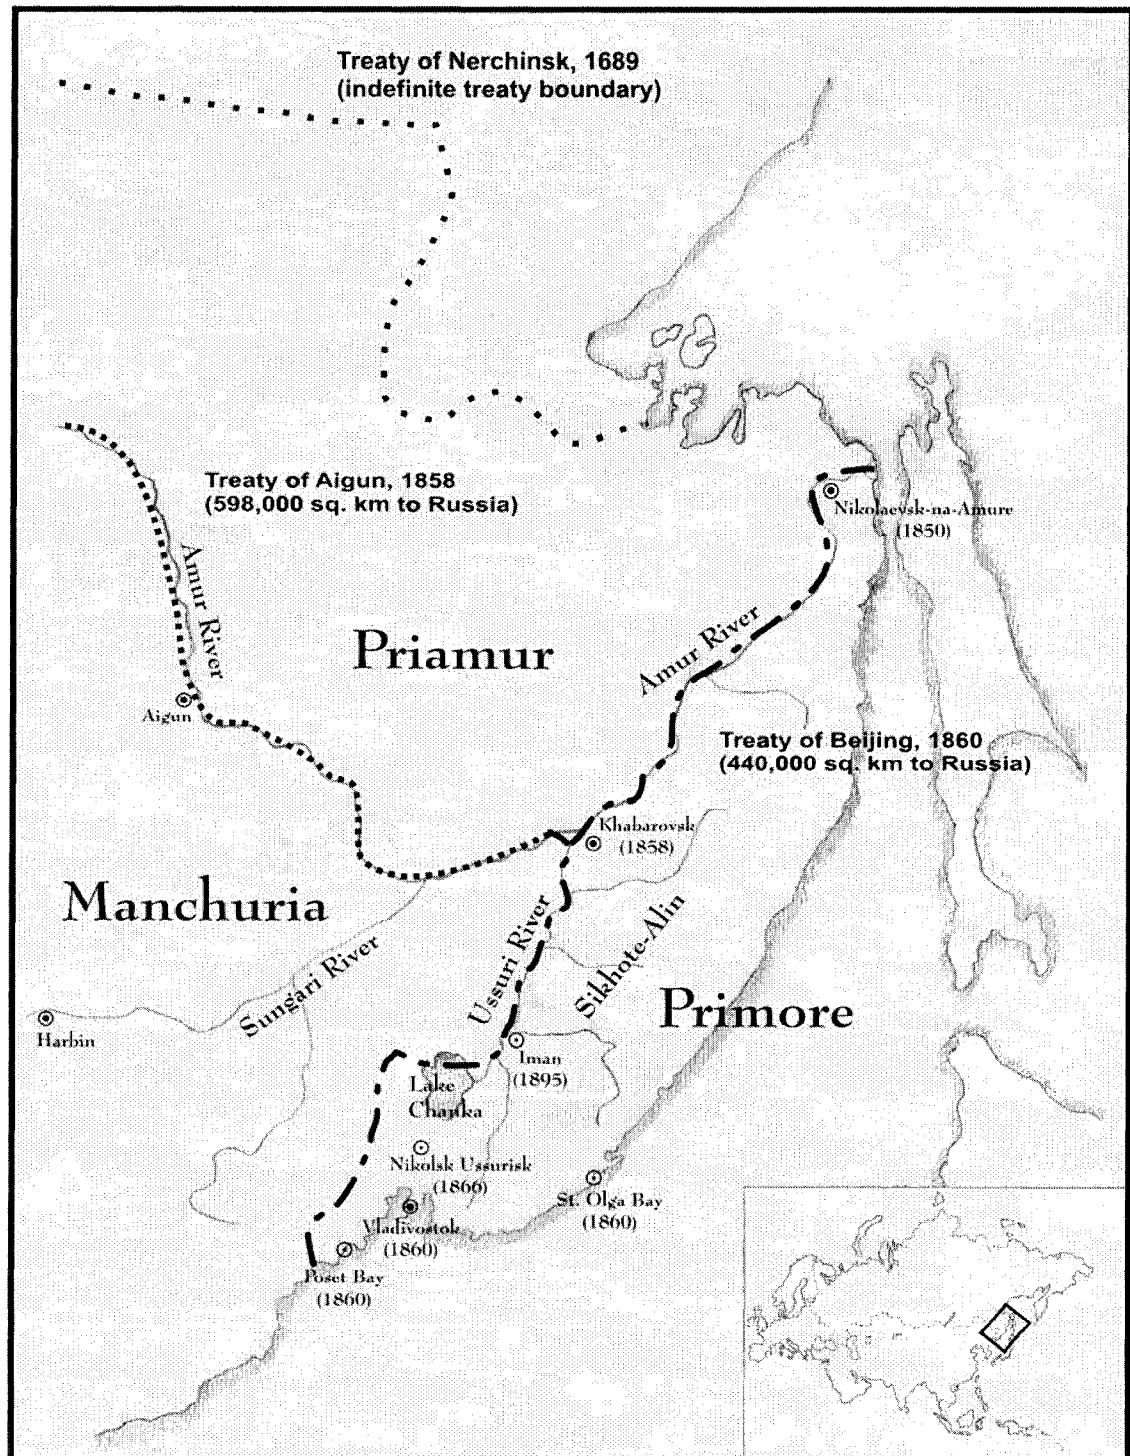 Treaty of Nerchinsk, 1689
(indefinite treaty boundary)
Treaty of Aigun, 1858
(598,000 sq. km to Russia)
Nikolaevsk-na-Amure
(1850)
Amur River
Priamur
Amur River
Aigun
Treaty of Beijing, 1860
(440,000 sq. km to Russia)
Khabarovsk
(1858)
Manchuria
Ussuri River
Sikhote-Alin
Sungari River
Primore
Harbin
Iman
(1895)
Lake
Chanka
Nikolsk Ussurisk
(1866)
St. Olga Bay
(1860)
Vladivostok
(1860)
Poset Bay
(1860)